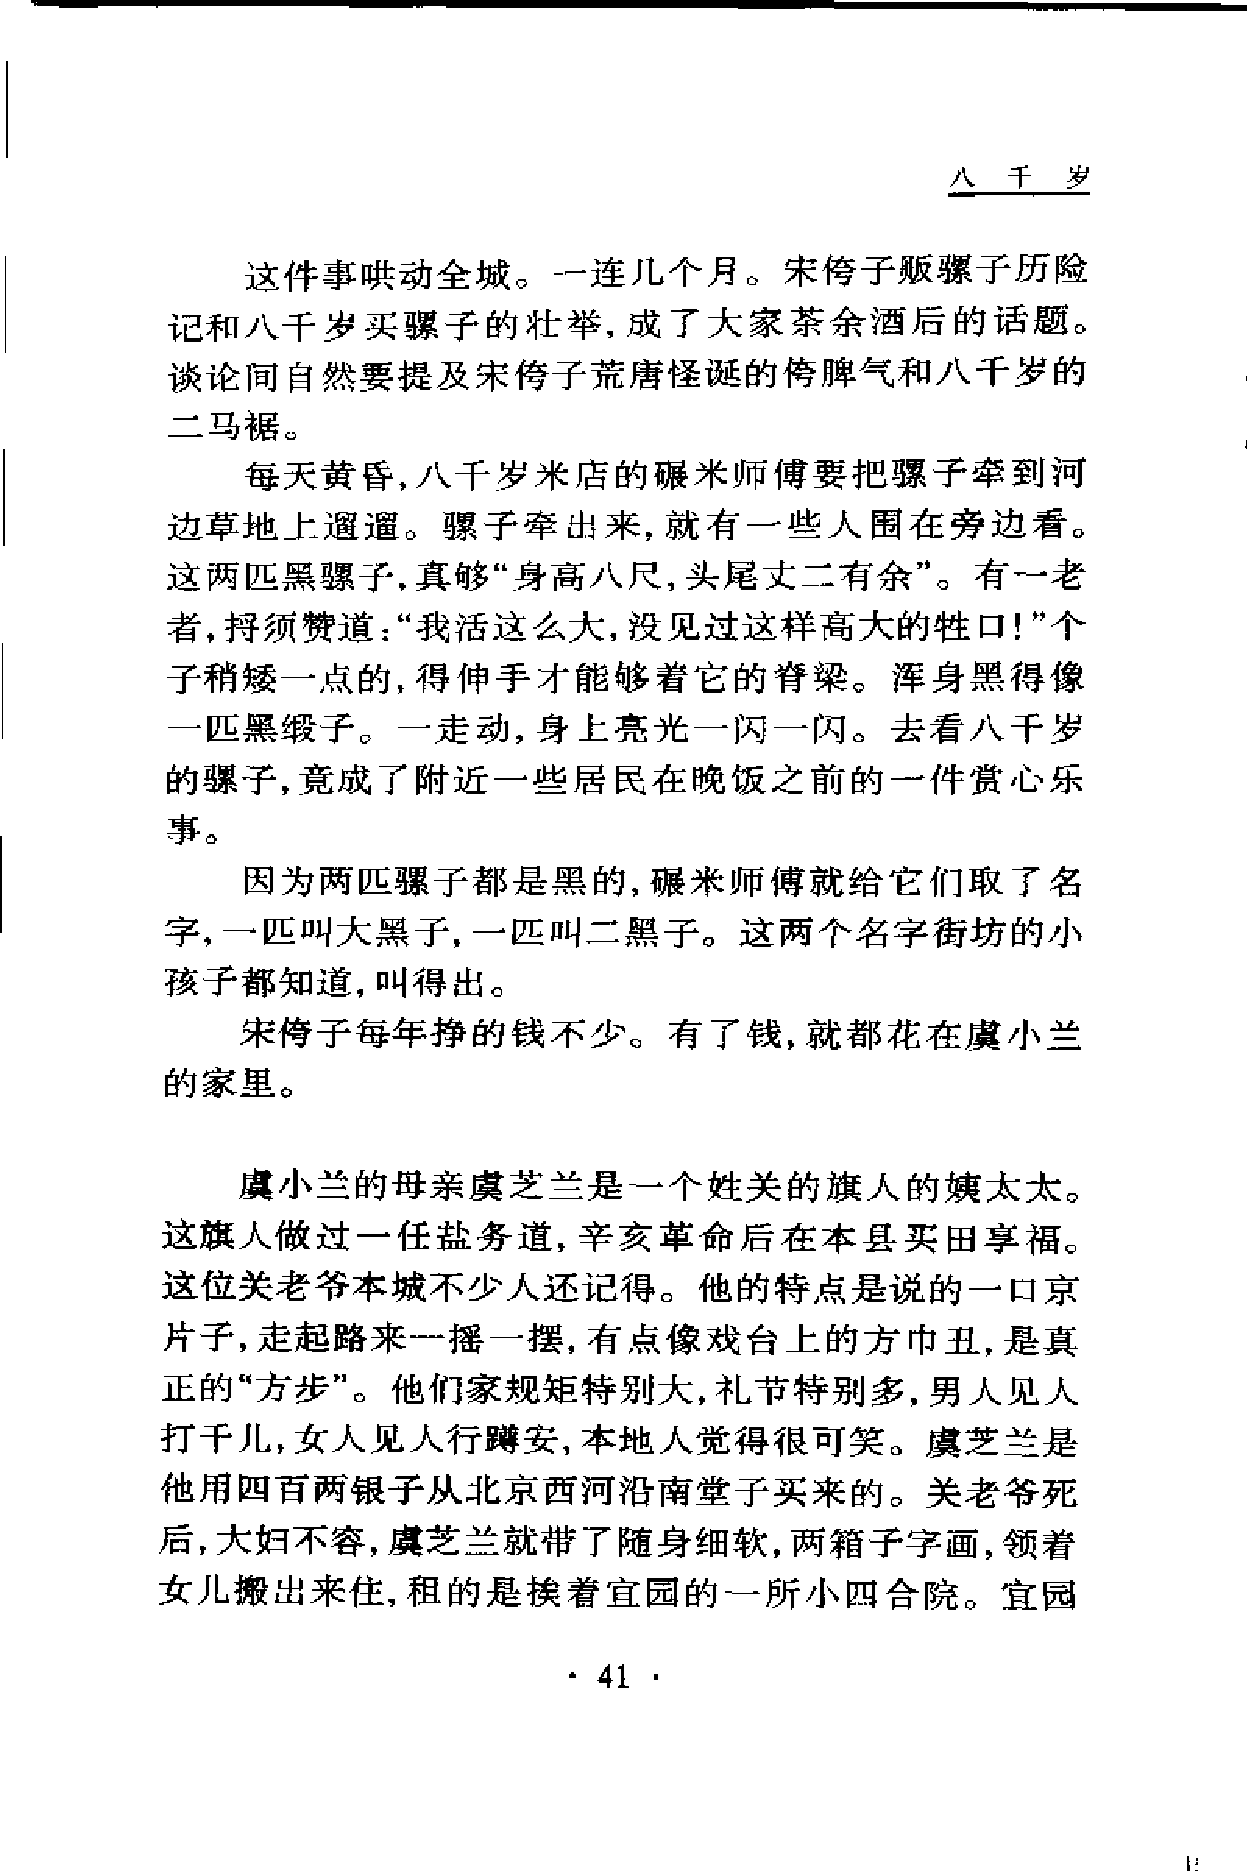 八千岁
这件事哄动全城。一连几个月。宋侉子贩骡子历险
记和八千岁买骡子的壮举,成了大家茶余酒后的话题。
谈论间自然要提及宋侉子荒唐怪诞的侉脾气和八千岁的
二马裾。
每天黄昏,八千岁米店的碾米师傅要把骡子牵到河
边草地上遛遛。骡子牵出来,就有一些人围在旁边看。
这两匹黑骡子,真够“身高八尺,头尾丈二有余”。有一老
者,捋须赞道:“我活这么大,没见过这样高大的牲口!”个
子稍矮一点的,得伸手才能够着它的脊梁。浑身黑得像
一匹黑缎子。一走动,身上亮光一闪一闪。去看八千岁
的骡子,竟成了附近一些居民在晚饭之前的一件赏心乐
事。
因为两匹骡子都是黑的,碾米师傅就给它们取了名
字,一匹叫大黑子,一匹叫二黑子。这两个名字街坊的小
孩子都知道,叫得出。
宋侉子每年挣的钱不少。有了钱,就都花在虞小兰
的家里。
虞小兰的母亲虞芝兰是一个姓关的旗人的姨太太。
这旗人做过一任盐务道,辛亥革命后在本县买田享福。
这位关老爷本城不少人还记得。他的特点是说的一口京
片子,走起路来一摇一摆,有点像戏台上的方巾丑,是真
正的“方步”。他们家规矩特别大,礼节特别多,男人见人
打千儿,女人见人行蹲安,本地人觉得很可笑。虞芝兰是
他用四百两银子从北京西河沿南堂子买来的。关老爷死
后,大妇不容,虞芝兰就带了随身细软,两箱子字画,领着
女儿搬出来住,租的是挨着宜园的一所小四合院。宜园
· 41 ·